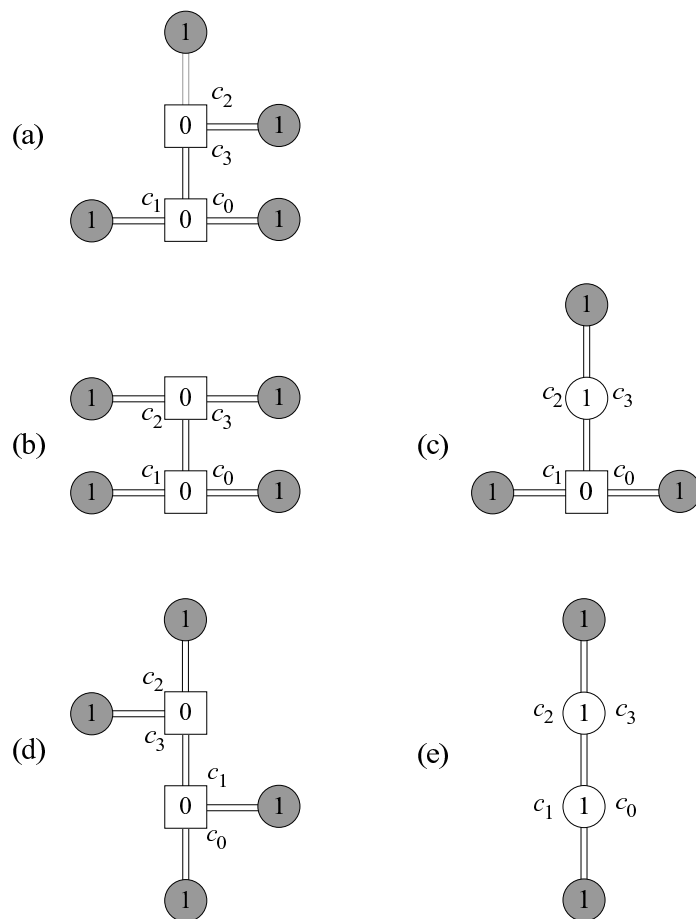 1
c2
(a) 0 1
c3
c1 c0
1 0 1
1
1 0 1 c2 1 c3
c2 c3
(b) (c)
c1 c0 c1 c0
1 0 1 1 0 1
1 1
c2
1 0 c2 1 c3
c3
(d) (e)
c1
0 1 c1 1 c0
c0
1 1